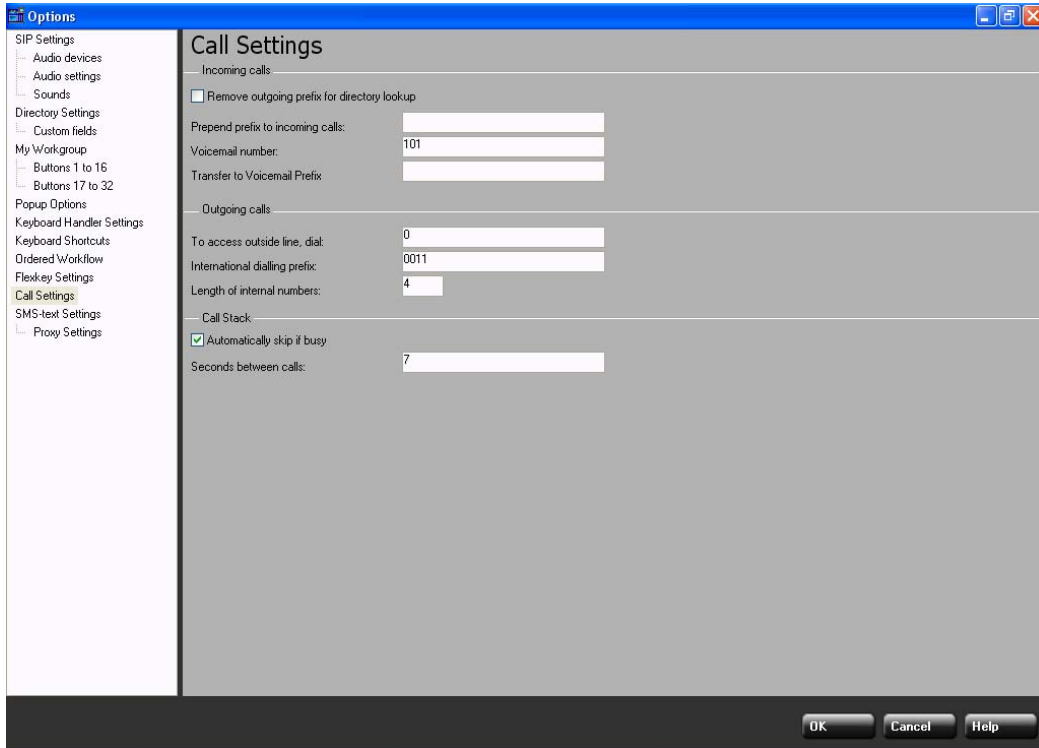 Options
SIP Settings
Audio devices
Audio settings
Sounds
Directory Settings
Custom fields
My Workgroup
Buttons 1 to 16
Buttons 17 to 32
Popup Options
Keyboard Handler Settings
Keyboard Shortcuts
Ordered Workflow
Flexkey Settings
Call Settings
SMS-text Settings
Proxy Settings
Call Settings
Incoming calls
Remove outgoing prefix for directory lookup
Prepend prefix to incoming calls:
Voicemail number: 101
Transfer to Voicemail Prefix
Outgoing calls
To access outside line, dial: 0
International dialling prefix: 0011
Length of internal numbers: 4
Call Stack
Automatically skip if busy
Seconds between calls: 7
OK Cancel Help